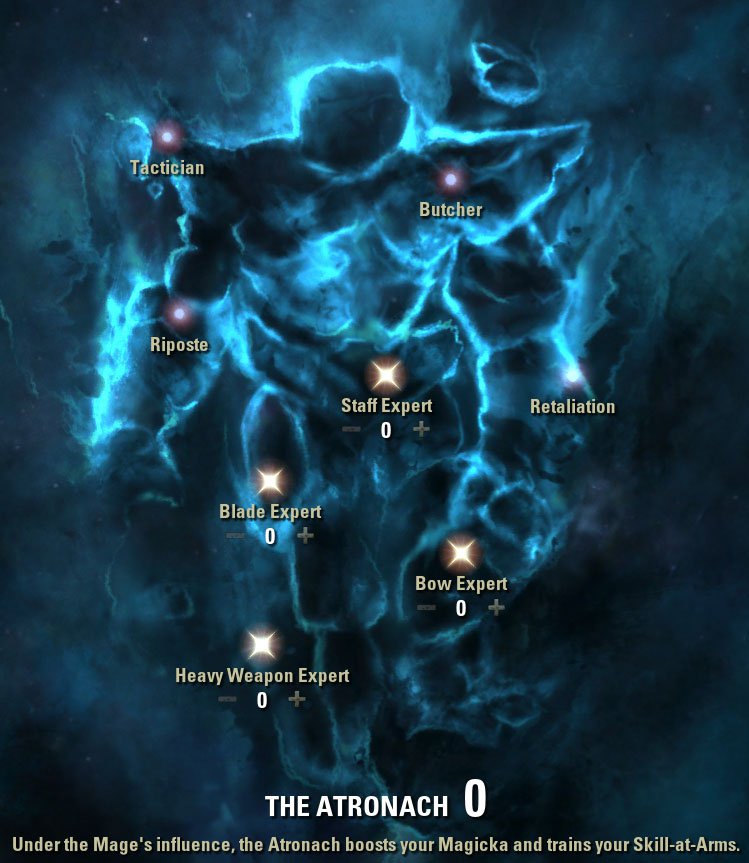 Tactician
Butcher
Riposte
Staff Expert
0
Retaliation
Blade Expert
0
Bow Expert
0
Heavy Weapon Expert
0
THE ATRONACH 0
Under the Mage's influence, the Atronach boosts your Magicka and trains your Skill-at-Arms.